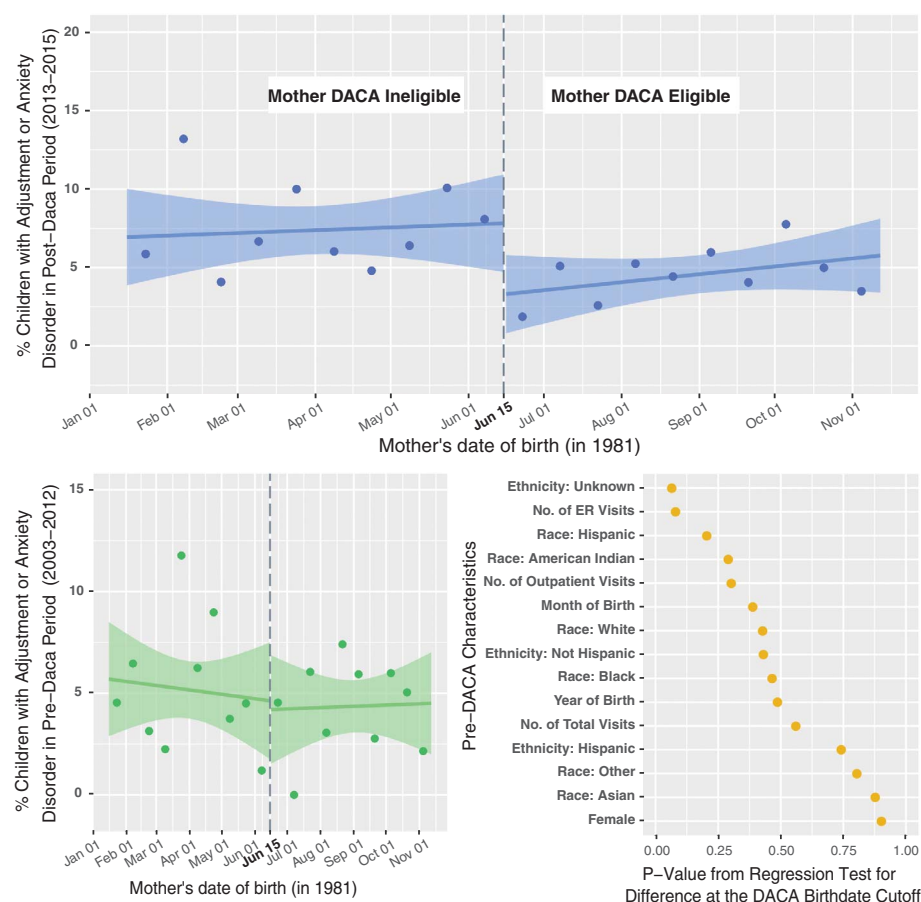 % Children with Adjustment or Anxiety
Disorder in Post−Daca Period (2013−2015)
20
15
10
5
0
Mother DACA Ineligible
Mother DACA Eligible
Jan 01
Feb 01
Mar 01
Apr 01
May 01
Jun 01
Jun 15
Jul 01
Aug 01
Sep 01
Oct 01
Nov 01
Mother's date of birth (in 1981)
% Children with Adjustment or Anxiety
Disorder in Pre−Daca Period (2003−2012)
15
10
5
0
Jan 01
Feb 01
Mar 01
Apr 01
May 01
Jun 01
Jun 15
Jul 01
Aug 01
Sep 01
Oct 01
Nov 01
Mother's date of birth (in 1981)
Pre−DACA Characteristics
Ethnicity: Unknown
No. of ER Visits
Race: Hispanic
Race: American Indian
No. of Outpatient Visits
Month of Birth
Race: White
Ethnicity: Not Hispanic
Race: Black
Year of Birth
No. of Total Visits
Ethnicity: Hispanic
Race: Other
Race: Asian
Female
0.00
0.25
0.50
0.75
1.00
P−Value from Regression Test for
Difference at the DACA Birthdate Cutoff